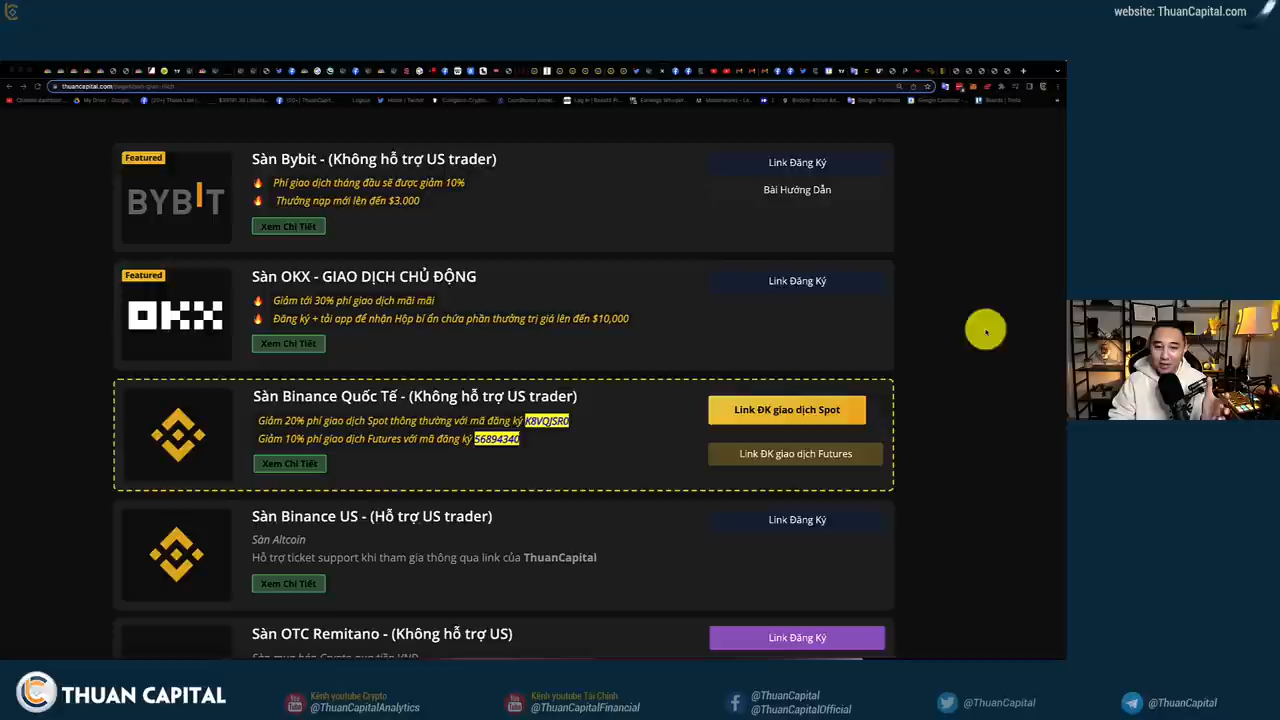 website: ThuanCapital.com
Featured
BYBIT
Sàn Bybit - (Không hỗ trợ US trader)
Phí giao dịch tháng đầu sẽ được giảm 10%
Thưởng nạp mới lên đến $3.000
Xem Chi Tiết
Link Đăng Ký
Bài Hướng Dẫn
Featured
OKX
Sàn OKX - GIAO DỊCH CHỦ ĐỘNG
Giảm tới 30% phí giao dịch mãi mãi
Đăng ký + tải app để nhận Hộp bí ẩn chứa phần thưởng trị giá lên đến $10,000
Xem Chi Tiết
Link Đăng Ký
Sàn Binance Quốc Tế - (Không hỗ trợ US trader)
Giảm 20% phí giao dịch Spot thông thường với mã đăng ký K8VQJSR0
Giảm 10% phí giao dịch Futures với mã đăng ký 56894340
Xem Chi Tiết
Link ĐK giao dịch Spot
Link ĐK giao dịch Futures
Sàn Binance US - (Hỗ trợ US trader)
Sàn Altcoin
Hỗ trợ ticket support khi tham gia thông qua link của ThuanCapital
Xem Chi Tiết
Link Đăng Ký
Sàn OTC Remitano - (Không hỗ trợ US)
Link Đăng Ký
THUAN CAPITAL
Kênh youtube Crypto
@ThuanCapitalAnalytics
Kênh youtube Tài Chính
@ThuanCapitalFinancial
@ThuanCapital
@ThuanCapitalOfficial
@ThuanCapital
@ThuanCapital